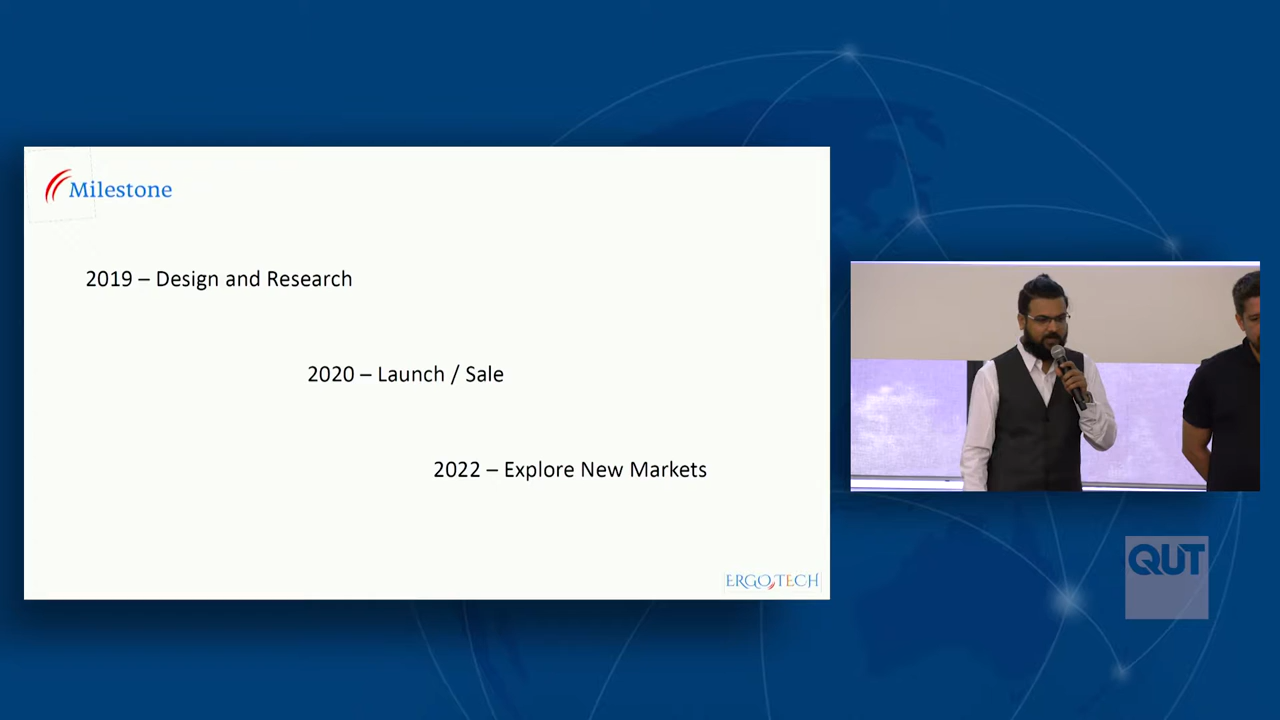 Milestone
2019 – Design and Research
2020 – Launch / Sale
2022 – Explore New Markets
ERGOTECH
QUT